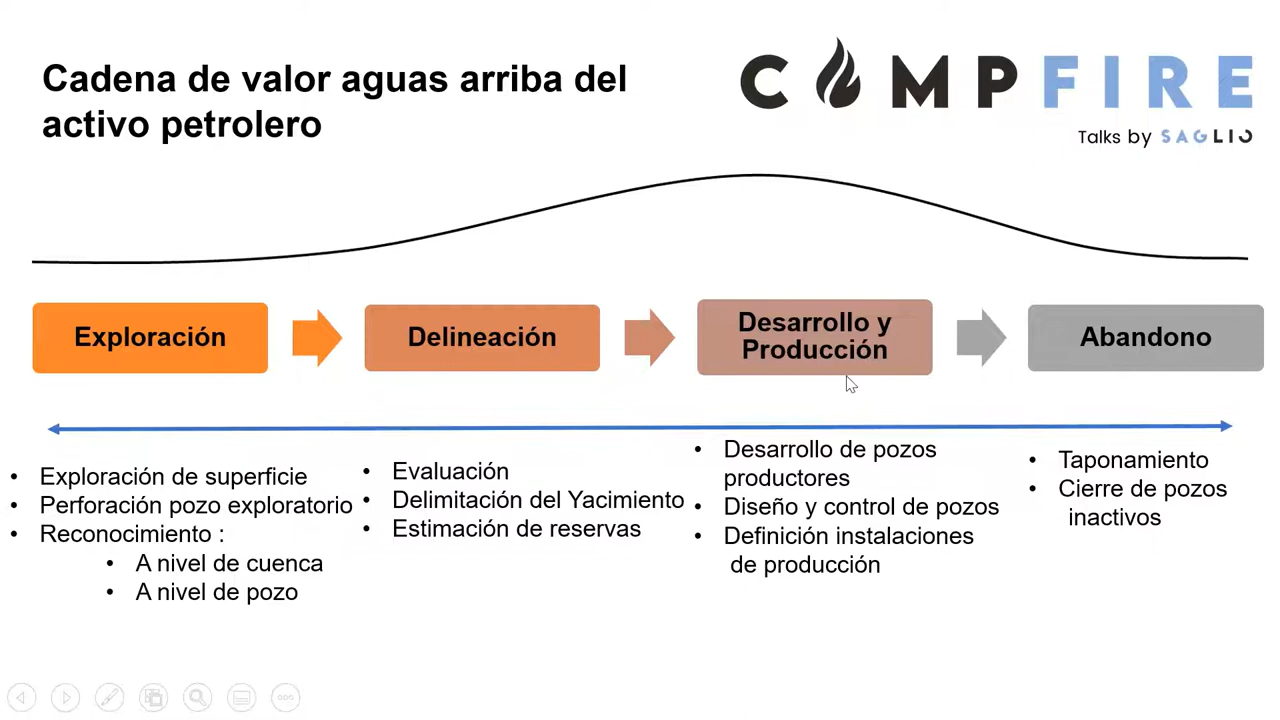 Cadena de valor aguas arriba del
activo petrolero
CAMPFIRE
Talks by SAGLIO
Exploración
Delineación
Desarrollo y
Producción
Abandono
• Exploración de superficie
• Perforación pozo exploratorio
• Reconocimiento :
• A nivel de cuenca
• A nivel de pozo
• Evaluación
• Delimitación del Yacimiento
• Estimación de reservas
• Desarrollo de pozos
productores
• Diseño y control de pozos
• Definición instalaciones
de producción
• Taponamiento
• Cierre de pozos
inactivos